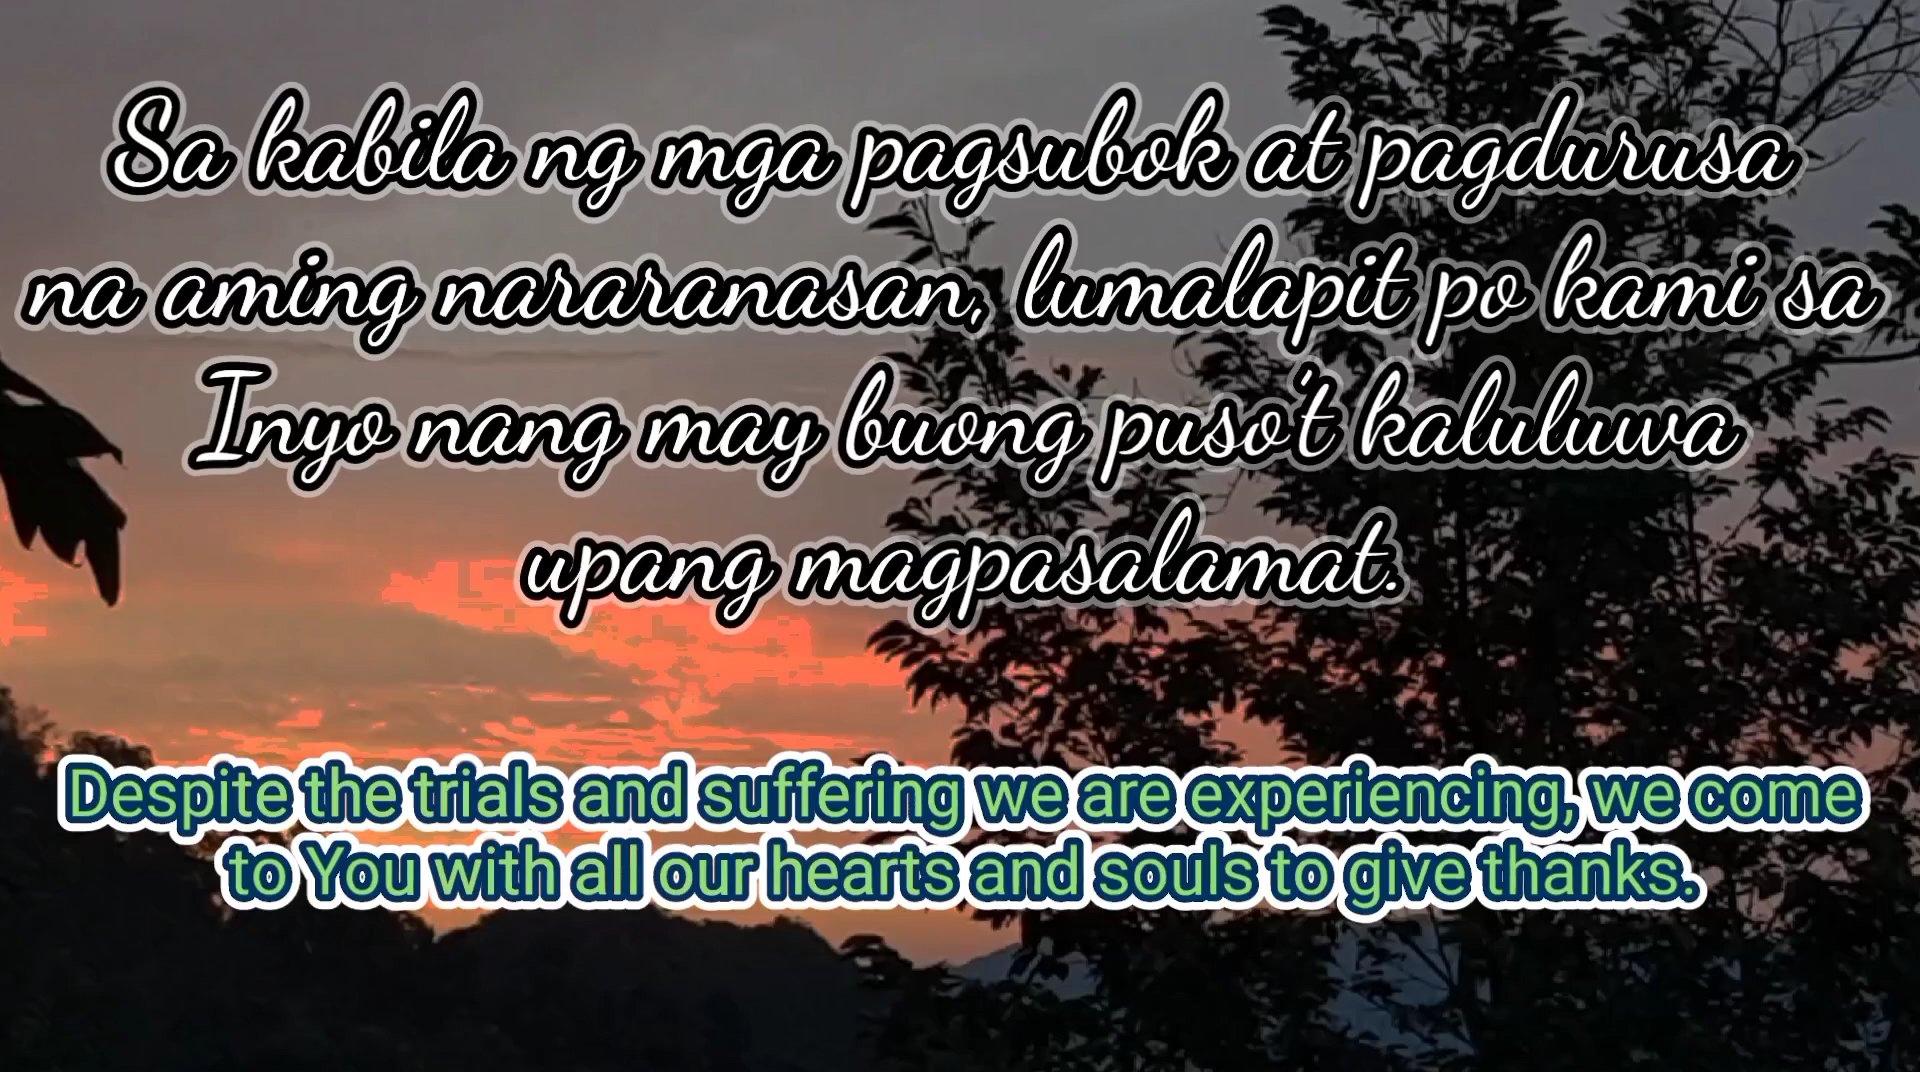 Sa kabila ng mga pagsubok at pagdurusa
na aming nararanasan, lumalapit po kami sa
Inyo nang may buong puso't kaluluwa
upang magpasalamat.
Despite the trials and suffering we are experiencing, we come
to You with all our hearts and souls to give thanks.